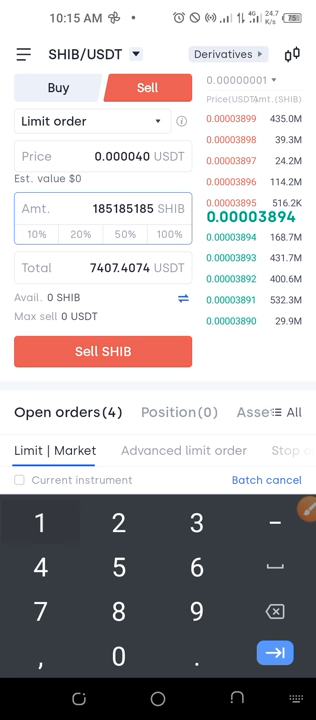 10:15 AM
4G
24.7
K/s
75
SHIB/USDT
Derivatives
Buy
Sell
0.00000001
Price(USDT)
Amt.(SHIB)
Limit order
Price 0.000040 USDT
Est. value $0
Amt. 185185185 SHIB
10% 20% 50% 100%
Total 7407.4074 USDT
Avail. 0 SHIB
Max sell 0 USDT
Sell SHIB
0.00003899 435.0M
0.00003898 39.3M
0.00003897 24.2M
0.00003896 114.2M
0.00003895 516.2K
0.00003894
0.00003894 168.7M
0.00003893 431.7M
0.00003892 400.6M
0.00003891 532.3M
0.00003890 29.9M
Open orders(4) Position(0) Asse All
Limit | Market Advanced limit order Stop o
Current instrument Batch cancel
1 2 3 –
4 5 6
7 8 9
, 0 .